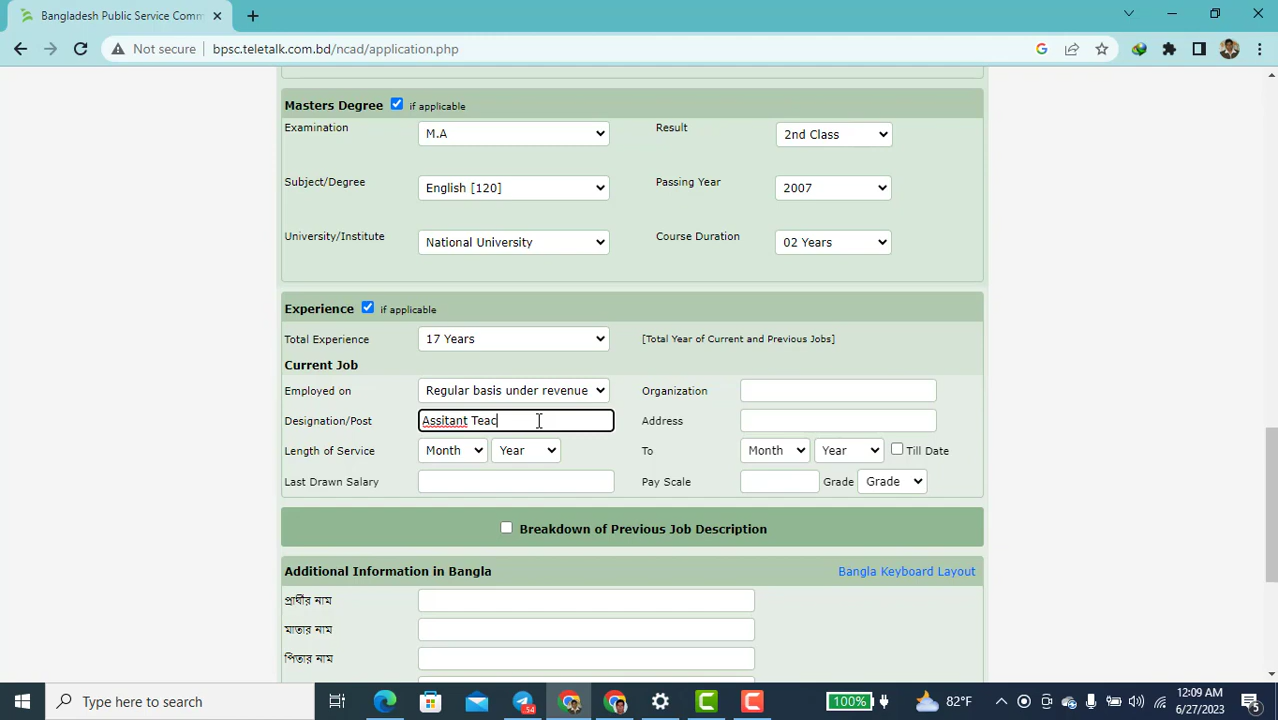 Bangladesh Public Service Comm
Not secure bpsc.teletalk.com.bd/ncad/application.php
Masters Degree if applicable
Examination M.A Result 2nd Class
Subject/Degree English [120] Passing Year 2007
University/Institute National University Course Duration 02 Years
Experience if applicable
Total Experience 17 Years [Total Year of Current and Previous Jobs]
Current Job
Employed on Regular basis under revenue Organization
Designation/Post Assitant Teac Address
Length of Service Month Year To Month Year Till Date
Last Drawn Salary Pay Scale Grade Grade
Breakdown of Previous Job Description
Additional Information in Bangla Bangla Keyboard Layout
প্রার্থীর নাম
মাতার নাম
পিতার নাম
Type here to search 54 100% 82°F 12:09 AM
6/27/2023 5